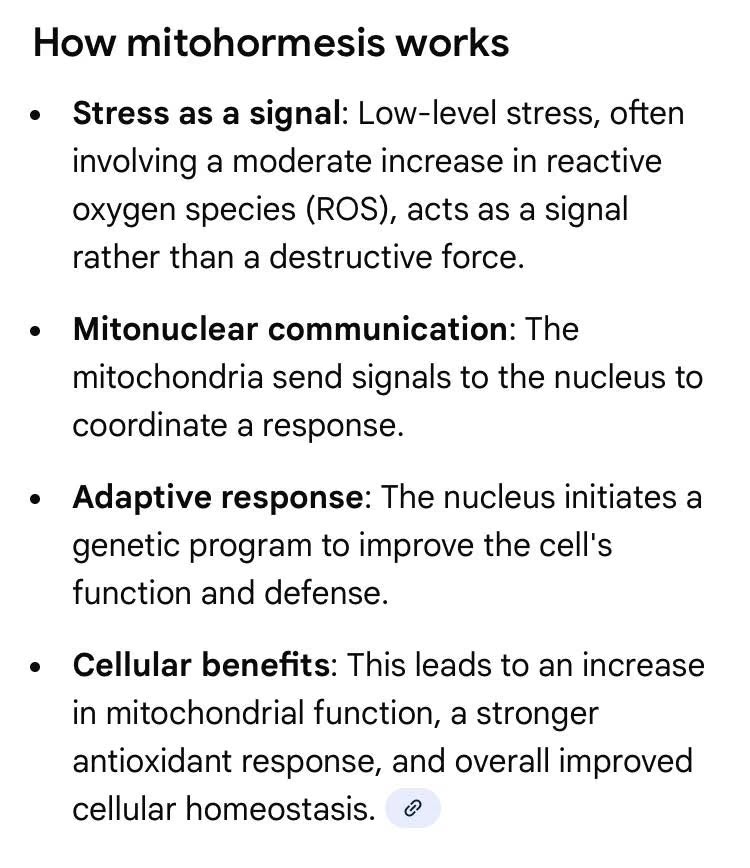 How mitohormesis works
• Stress as a signal: Low-level stress, often
involving a moderate increase in reactive
oxygen species (ROS), acts as a signal
rather than a destructive force.
• Mitonuclear communication: The
mitochondria send signals to the nucleus to
coordinate a response.
• Adaptive response: The nucleus initiates a
genetic program to improve the cell's
function and defense.
• Cellular benefits: This leads to an increase
in mitochondrial function, a stronger
antioxidant response, and overall improved
cellular homeostasis.